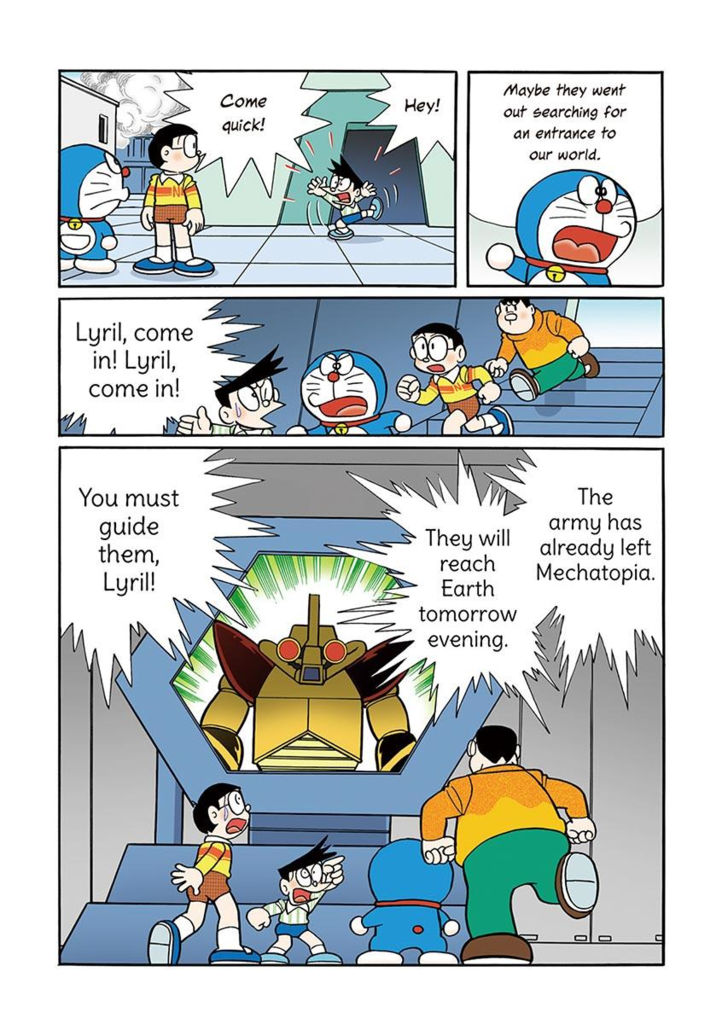 Maybe they went
out searching for
an entrance to
our world.
Hey!
Come
quick!
Lyril, come
in! Lyril,
come in!
The
army has
already left
Mechatopia.
They will
reach
Earth
tomorrow
evening.
You must
guide
them,
Lyril!